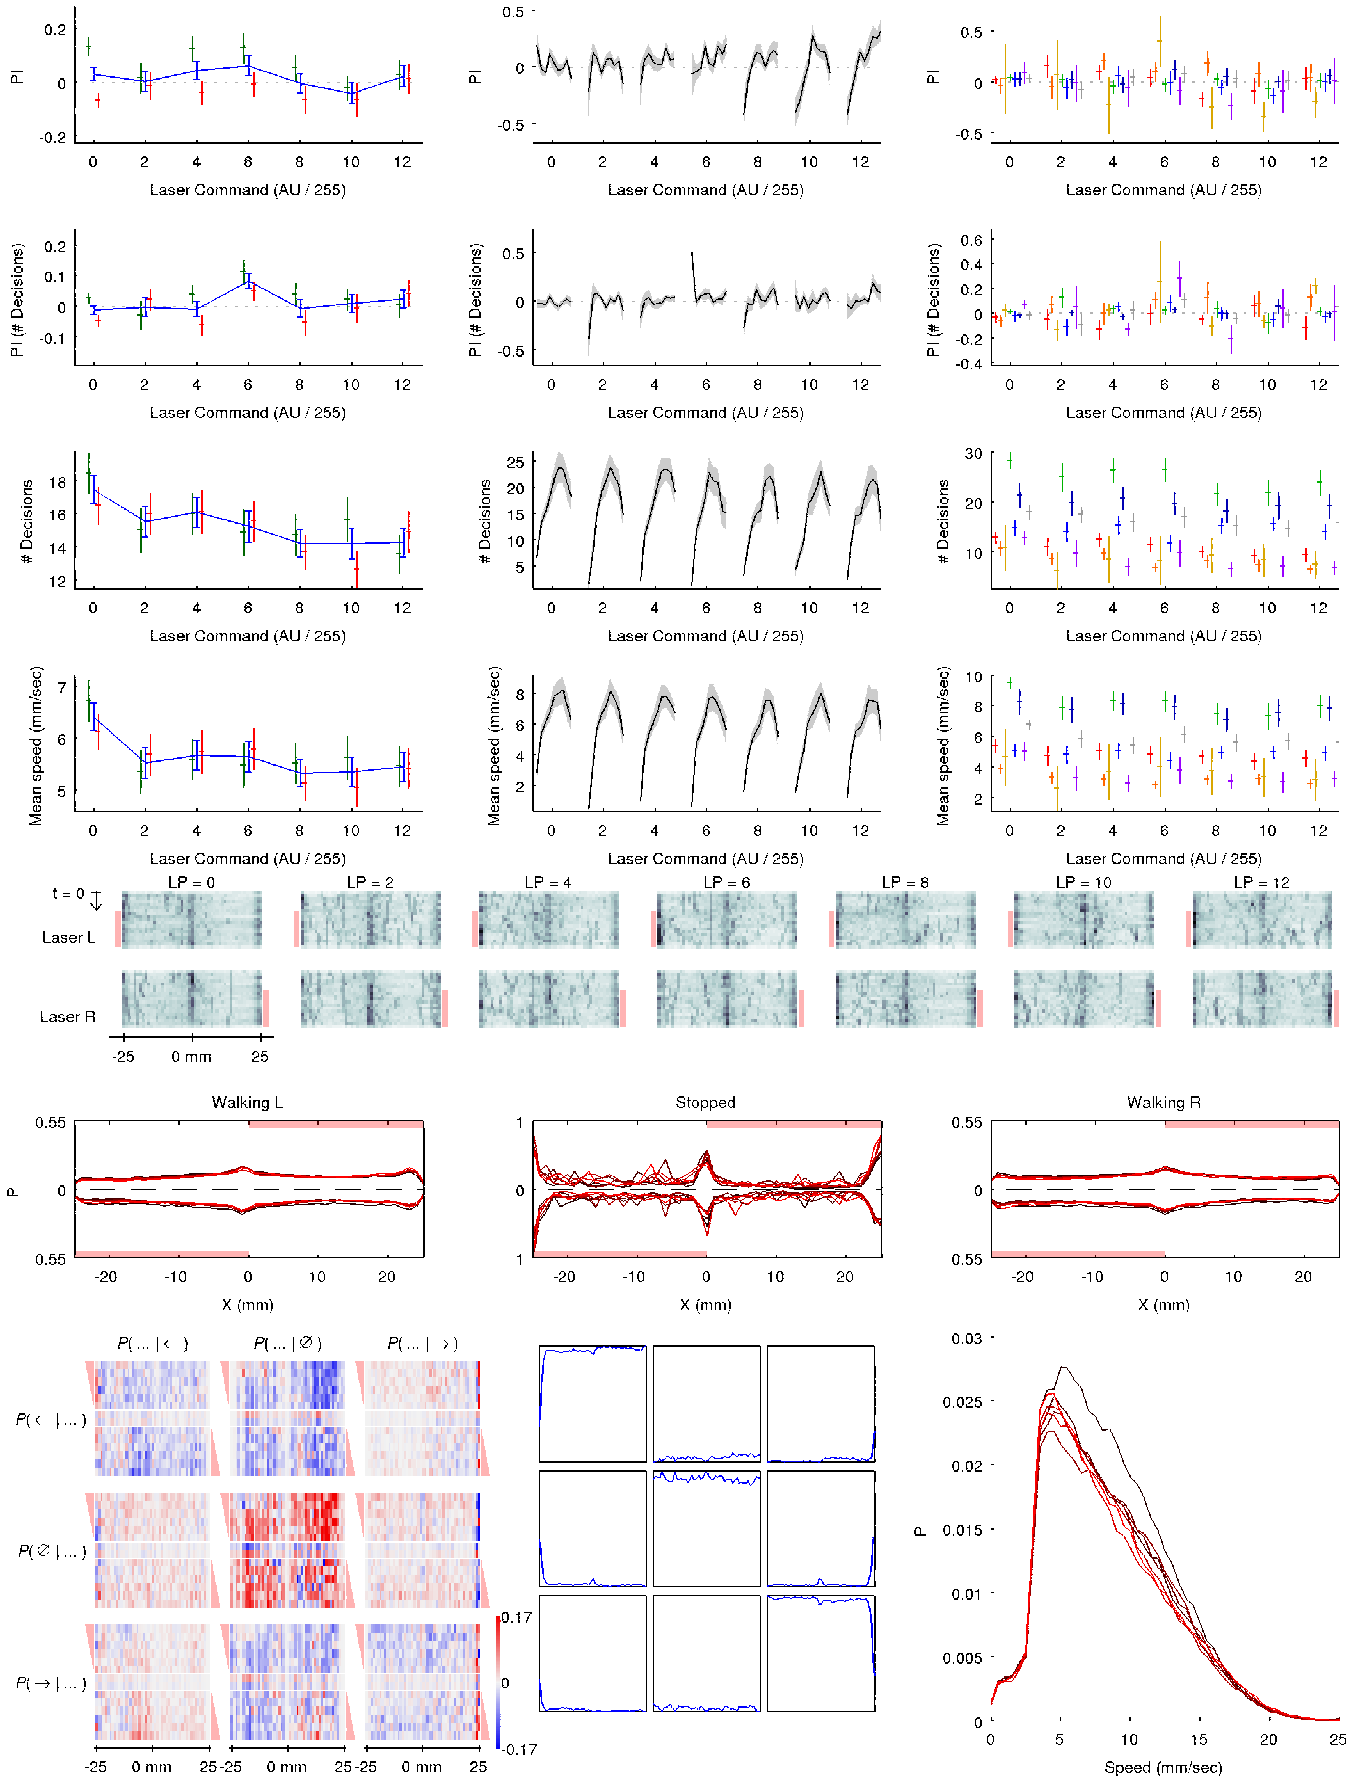 0.2
0
-0.2
PI
0 2 4 6 8 10 12
Laser Command (AU / 255)
0.5
0
-0.5
PI
0 2 4 6 8 10 12
Laser Command (AU / 255)
0.5
0
-0.5
PI
0 2 4 6 8 10 12
Laser Command (AU / 255)
0.2
0.1
0
-0.1
PI (# Decisions)
0 2 4 6 8 10 12
Laser Command (AU / 255)
0.5
0
-0.5
PI (# Decisions)
0 2 4 6 8 10 12
Laser Command (AU / 255)
0.6
0.4
0.2
0
-0.2
-0.4
PI (# Decisions)
0 2 4 6 8 10 12
Laser Command (AU / 255)
18
16
14
12
# Decisions
0 2 4 6 8 10 12
Laser Command (AU / 255)
25
20
15
10
5
# Decisions
0 2 4 6 8 10 12
Laser Command (AU / 255)
30
20
10
# Decisions
0 2 4 6 8 10 12
Laser Command (AU / 255)
7
6
5
Mean speed (mm/sec)
0 2 4 6 8 10 12
Laser Command (AU / 255)
8
6
4
2
Mean speed (mm/sec)
0 2 4 6 8 10 12
Laser Command (AU / 255)
10
8
6
4
2
Mean speed (mm/sec)
0 2 4 6 8 10 12
Laser Command (AU / 255)
LP = 0 LP = 2 LP = 4 LP = 6 LP = 8 LP = 10 LP = 12
t = 0
Laser L
Laser R
-25 0 mm 25
Walking L
0.55
0
0.55
P
-20 -10 0 10 20
X (mm)
Stopped
1
0
1
-20 0 20
X (mm)
Walking R
0.55
0
0.55
-20 -10 0 10 20
X (mm)
P( ... | ← ) P( ... | ∅ ) P( ... | → )
P( ← | ... )
P( ∅ | ... )
P( → | ... )
0.17
0
-0.17
-25 0 mm 25 -25 0 mm 25 -25 0 mm 25
0.03
0.025
0.02
0.015
0.01
0.005
0
P
0 5 10 15 20 25
Speed (mm/sec)